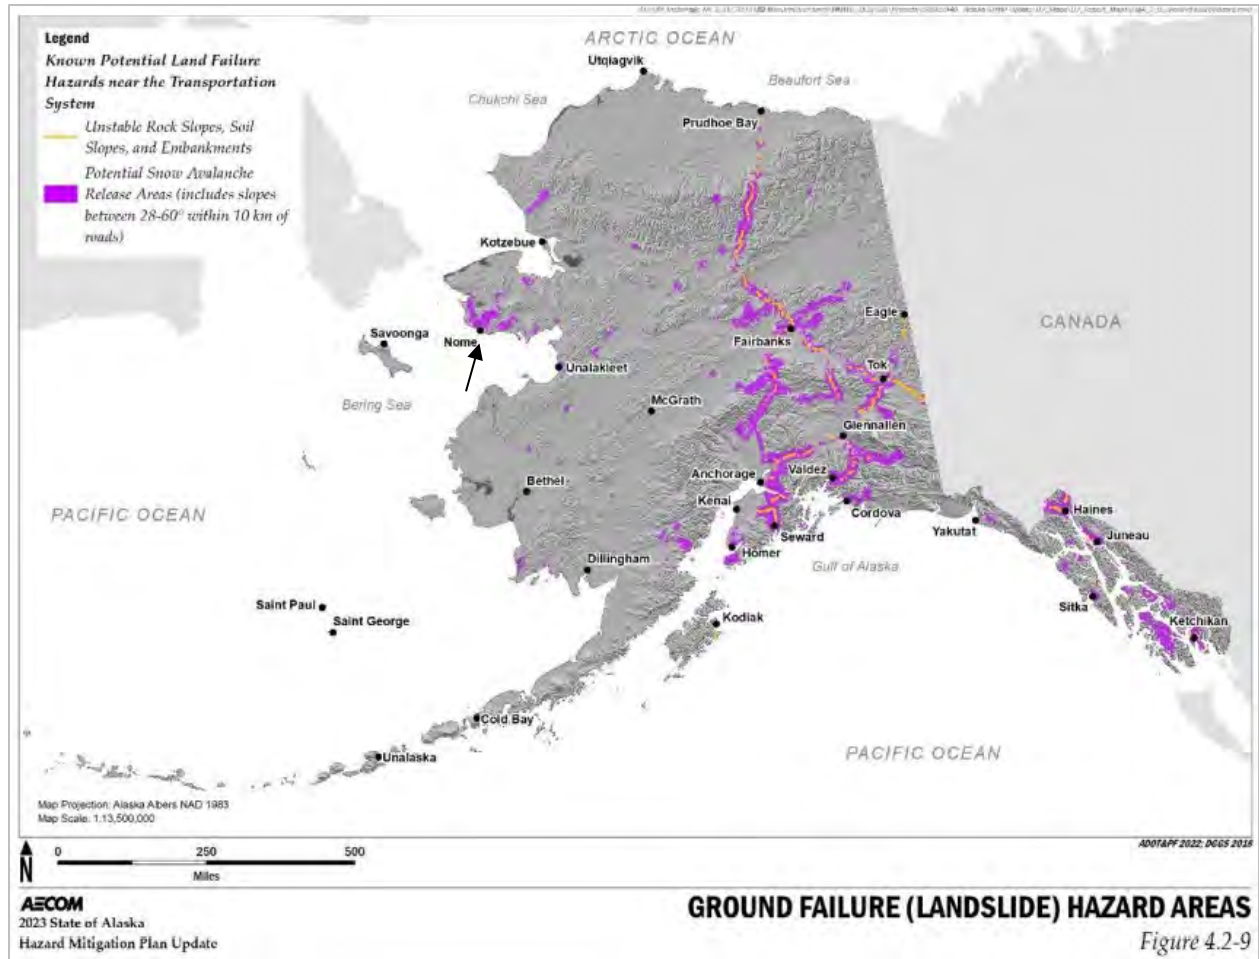 Legend
Known Potential Land Failure
Hazards near the Transportation
System
Unstable Rock Slopes, Soil
Slopes, and Embankments
Potential Snow Avalanche
Release Areas (includes slopes
between 28-60° within 10 km of
roads)
ARCTIC OCEAN
Utqiagvik
Beaufort Sea
Chukchi Sea
Prudhoe Bay
Kotzebue
Eagle
CANADA
Savoonga
Nome
Fairbanks
Unalakleet
Tok
Bering Sea
McGrath
Glennallen
Anchorage
Valdez
Bethel
Kenai
PACIFIC OCEAN
Cordova
Haines
Yakutat
Seward
Juneau
Homer
Dillingham
Gulf of Alaska
Saint Paul
Sitka
Kodiak
Saint George
Ketchikan
Cold Bay
PACIFIC OCEAN
Unalaska
Map Projection: Alaska Albers NAD 1983
Map Scale: 1:13,500,000
ADOT&PF 2022; DGGS 2018
0 250 500
Miles
N
AECOM
2023 State of Alaska
Hazard Mitigation Plan Update
GROUND FAILURE (LANDSLIDE) HAZARD AREAS
Figure 4.2-9